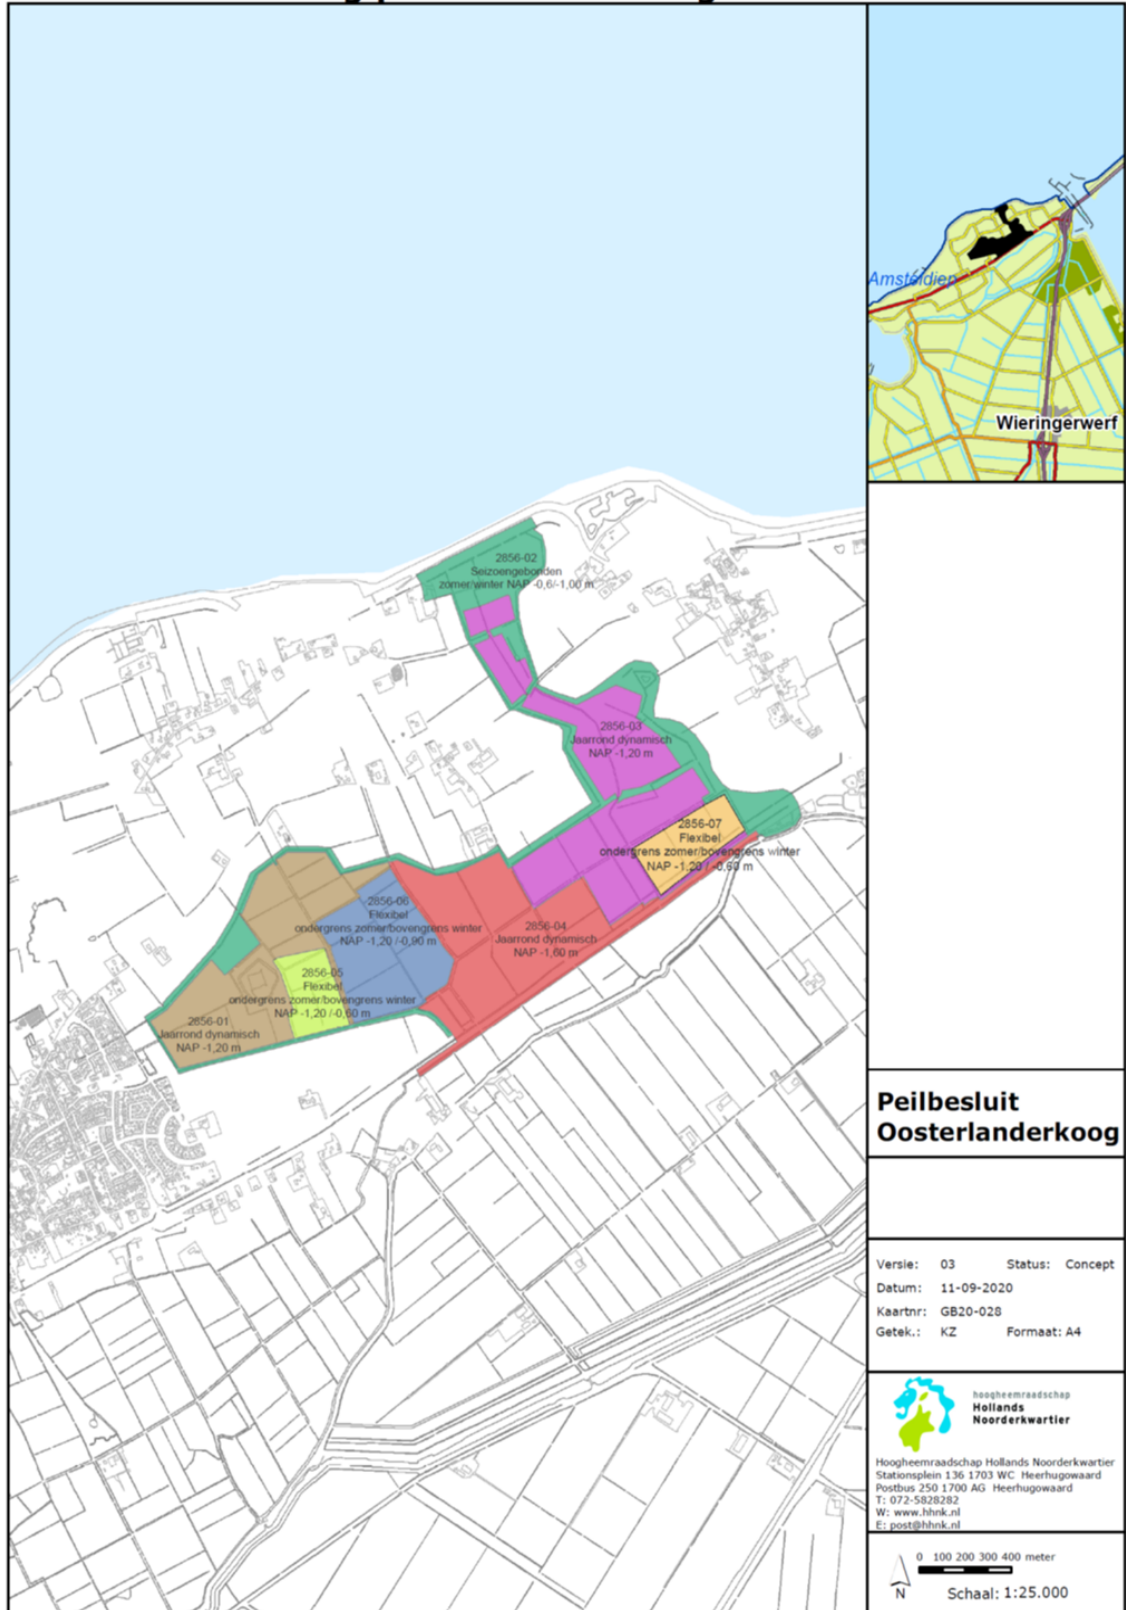 2856-02
Seizoengebonden
zomer/winter NAP -0,6/-1,00 m
2856-03
Jaarrond dynamisch
NAP -1,20 m
2856-07
Flexibel
ondergrens zomer/bovengrens winter
NAP -1,20 / -0,60 m
2856-06
Flexibel
ondergrens zomer/bovengrens winter
NAP -1,20 /-0,90 m
2856-04
Jaarrond dynamisch
NAP -1,60 m
2856-05
Flexibel
ondergrens zomer/bovengrens winter
NAP -1,20 /-0,60 m
2856-01
Jaarrond dynamisch
NAP -1,20 m
Amsteldiep
Wieringerwerf
Peilbesluit
Oosterlanderkoog
Versie: 03 Status: Concept
Datum: 11-09-2020
Kaartnr: GB20-028
Getek.: KZ Formaat: A4
hoogheemraadschap
Hollands
Noorderkwartier
Hoogheemraadschap Hollands Noorderkwartier
Stationsplein 136 1703 WC Heerhugowaard
Postbus 250 1700 AG Heerhugowaard
T: 072-5828282
W: www.hhnk.nl
E: post@hhnk.nl
0 100 200 300 400 meter
N
Schaal: 1:25.000